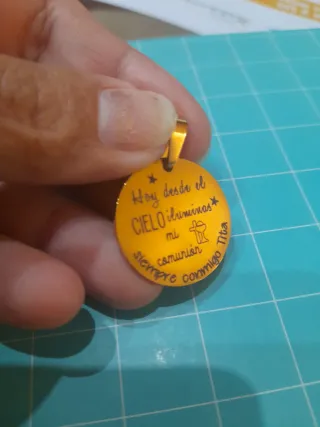 Hoy desde el
CIELO iluminas
mi
comunión
siempre conmigo Tita